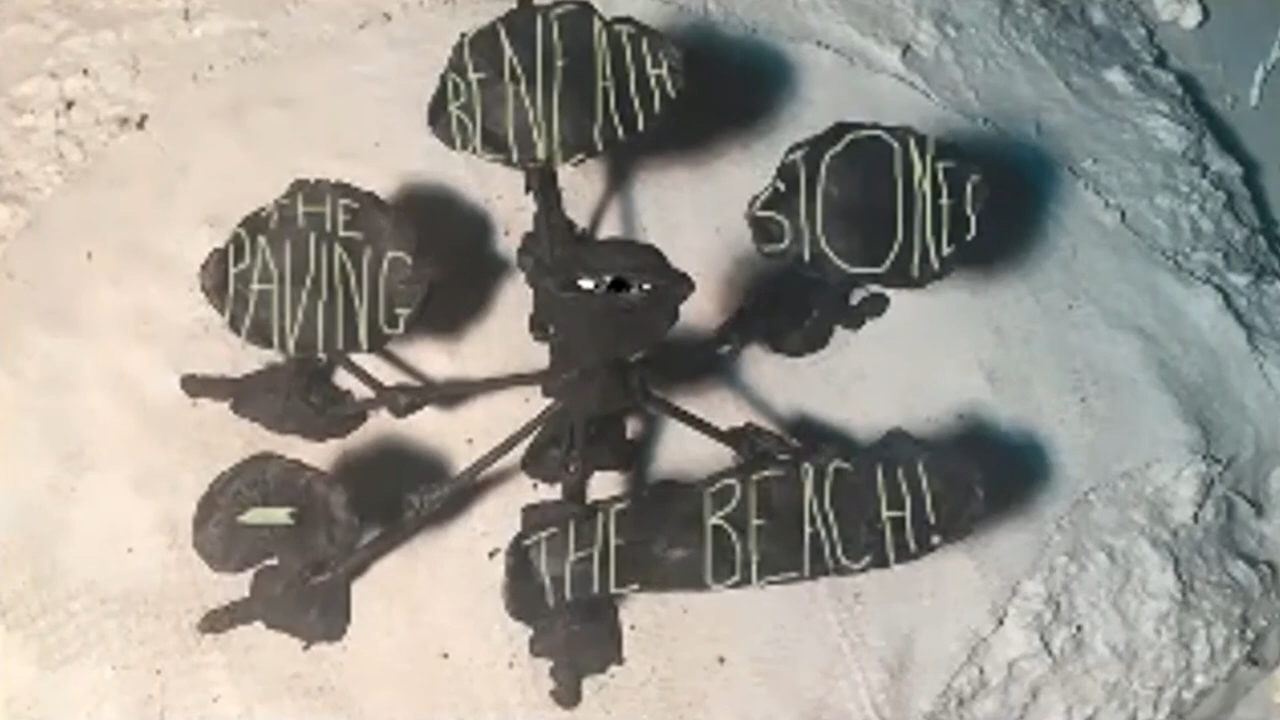 BENEATH
THE
PAVING
STONES
-
THE BEACH!